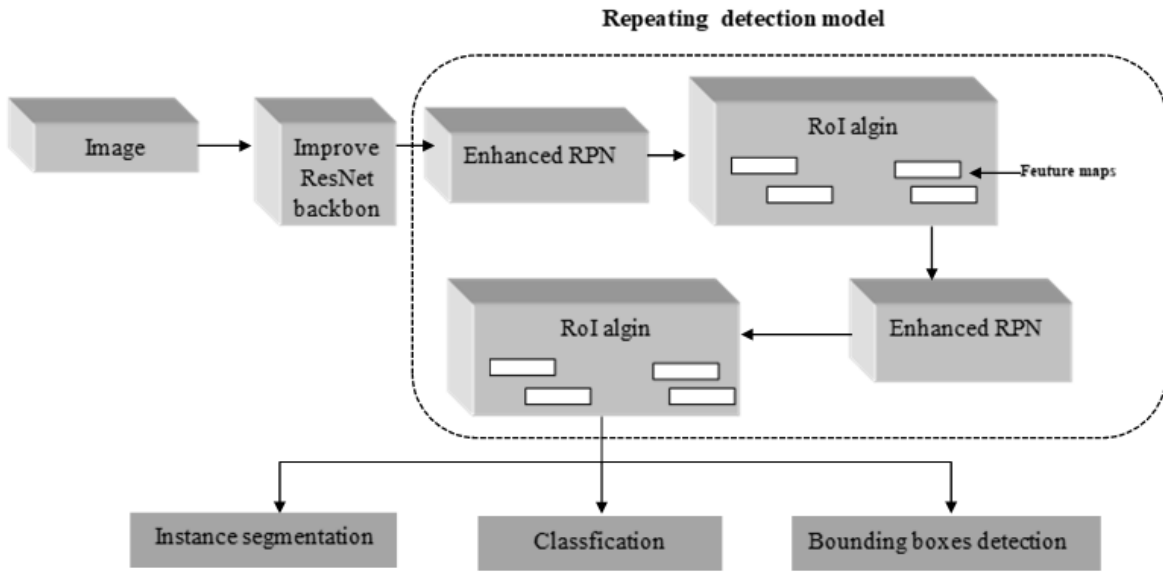 Repeating detection model
Image
Improve
ResNet
backbon
Enhanced RPN
RoI algin
Feuture maps
RoI algin
Enhanced RPN
Instance segmentation
Classfication
Bounding boxes detection